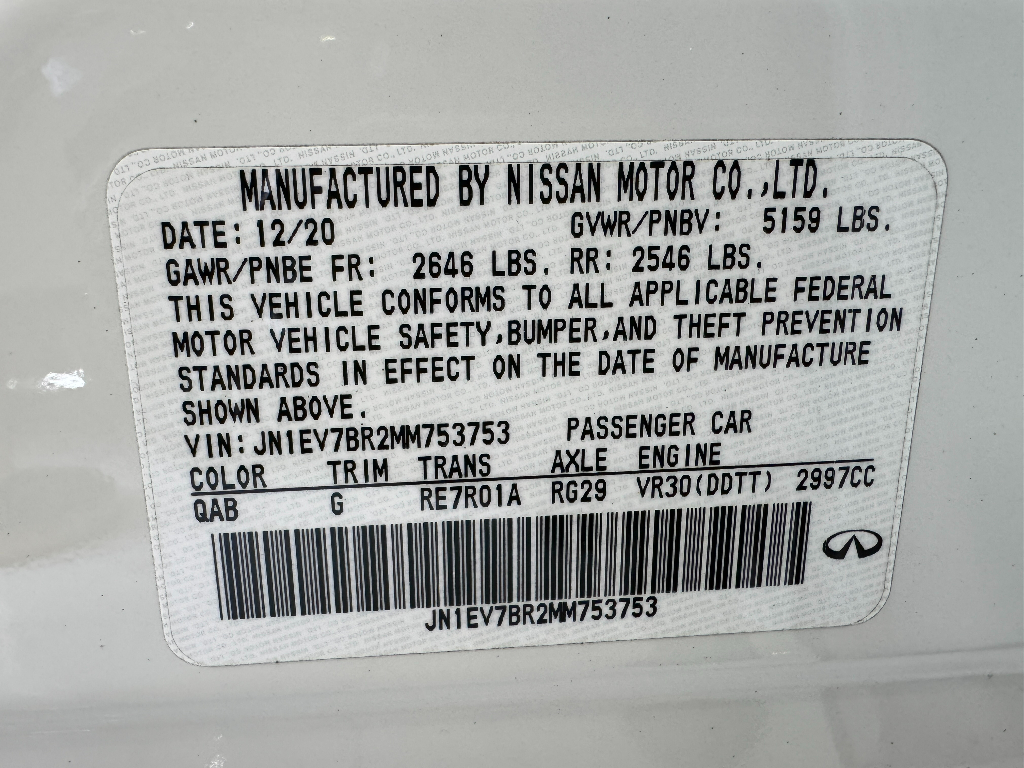 MANUFACTURED BY NISSAN MOTOR CO.,LTD.
DATE: 12/20 GVWR/PNBV: 5159 LBS.
GAWR/PNBE FR: 2646 LBS. RR: 2546 LBS.
THIS VEHICLE CONFORMS TO ALL APPLICABLE FEDERAL
MOTOR VEHICLE SAFETY,BUMPER,AND THEFT PREVENTION
STANDARDS IN EFFECT ON THE DATE OF MANUFACTURE
SHOWN ABOVE.
VIN: JN1EV7BR2MM753753 PASSENGER CAR
COLOR TRIM TRANS AXLE ENGINE
QAB G RE7R01A RG29 VR30(DDTT) 2997CC
JN1EV7BR2MM753753